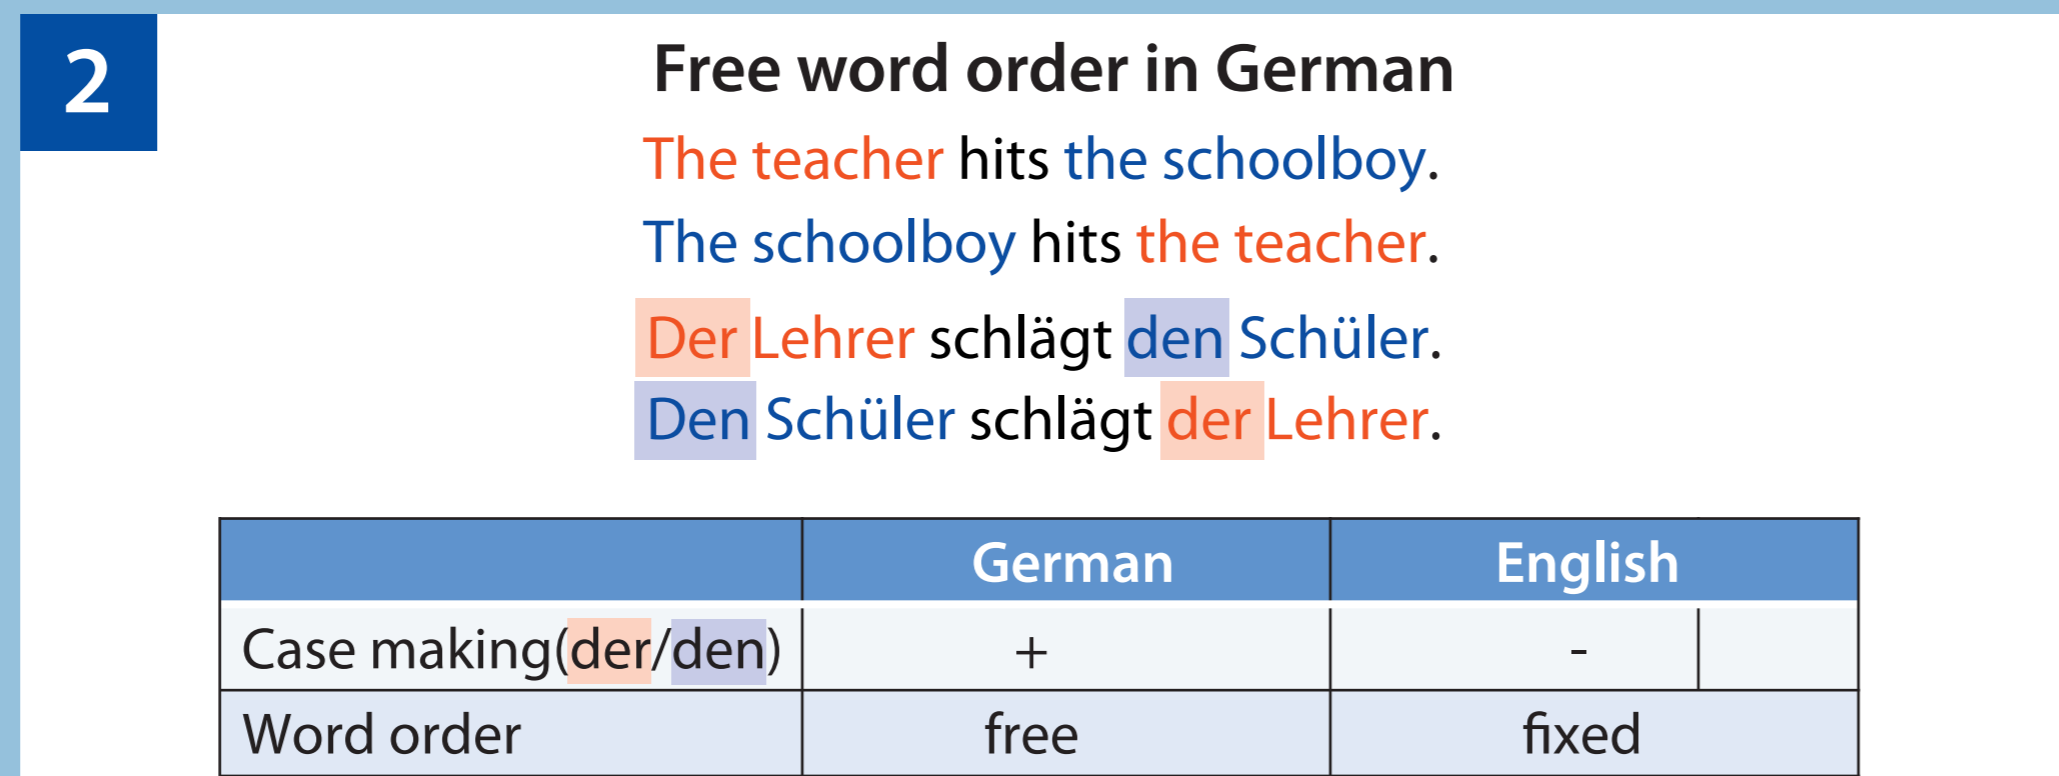 2
Free word order in German
The teacher hits the schoolboy.
The schoolboy hits the teacher.
Der Lehrer schlägt den Schüler.
Den Schüler schlägt der Lehrer.
German English
Case making(der/den) + -
Word order free fixed